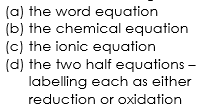 (a) the word equation
(b) the chemical equation
(c) the ionic equation
(d) the two half equations –
labelling each as either
reduction or oxidation